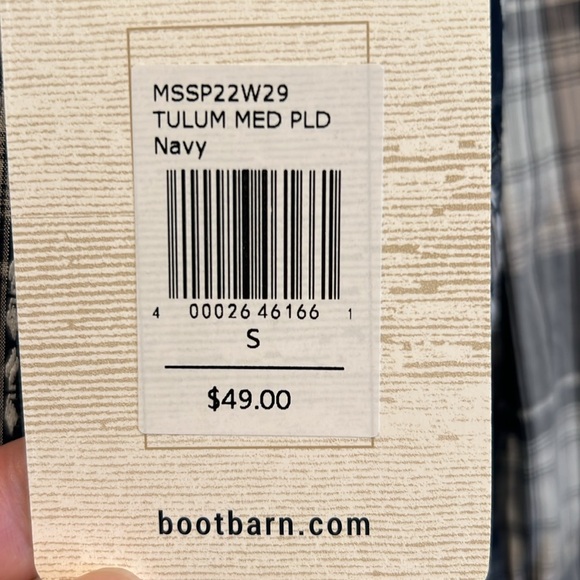 MSSP22W29
TULUM MED PLD
Navy
4 00026 46166 1
S
$49.00
bootbarn.com